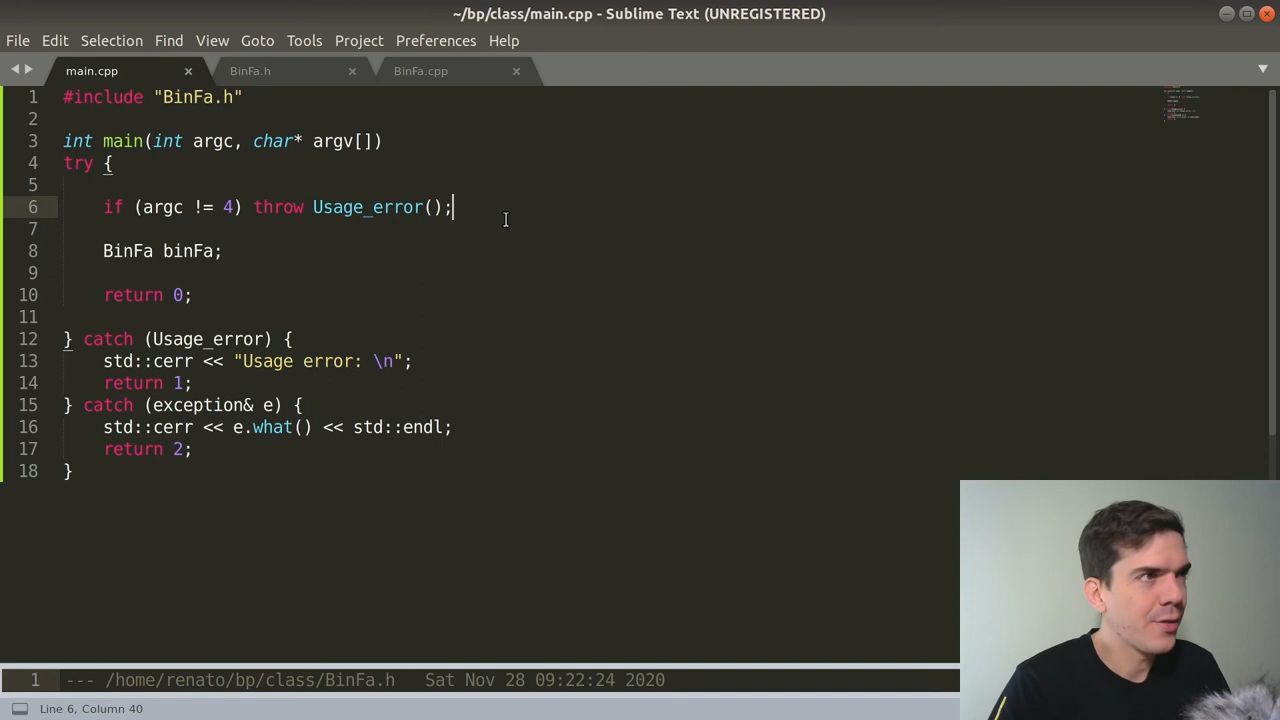 ~/bp/class/main.cpp - Sublime Text (UNREGISTERED)
File Edit Selection Find View Goto Tools Project Preferences Help
main.cpp BinFa.h BinFa.cpp
1 #include "BinFa.h"
2
3 int main(int argc, char* argv[])
4 try {
5
6 if (argc != 4) throw Usage_error();
7
8 BinFa binFa;
9
10 return 0;
11
12 } catch (Usage_error) {
13 std::cerr << "Usage error: \n";
14 return 1;
15 } catch (exception& e) {
16 std::cerr << e.what() << std::endl;
17 return 2;
18 }
1 --- /home/renato/bp/class/BinFa.h Sat Nov 28 09:22:24 2020
Line 6, Column 40